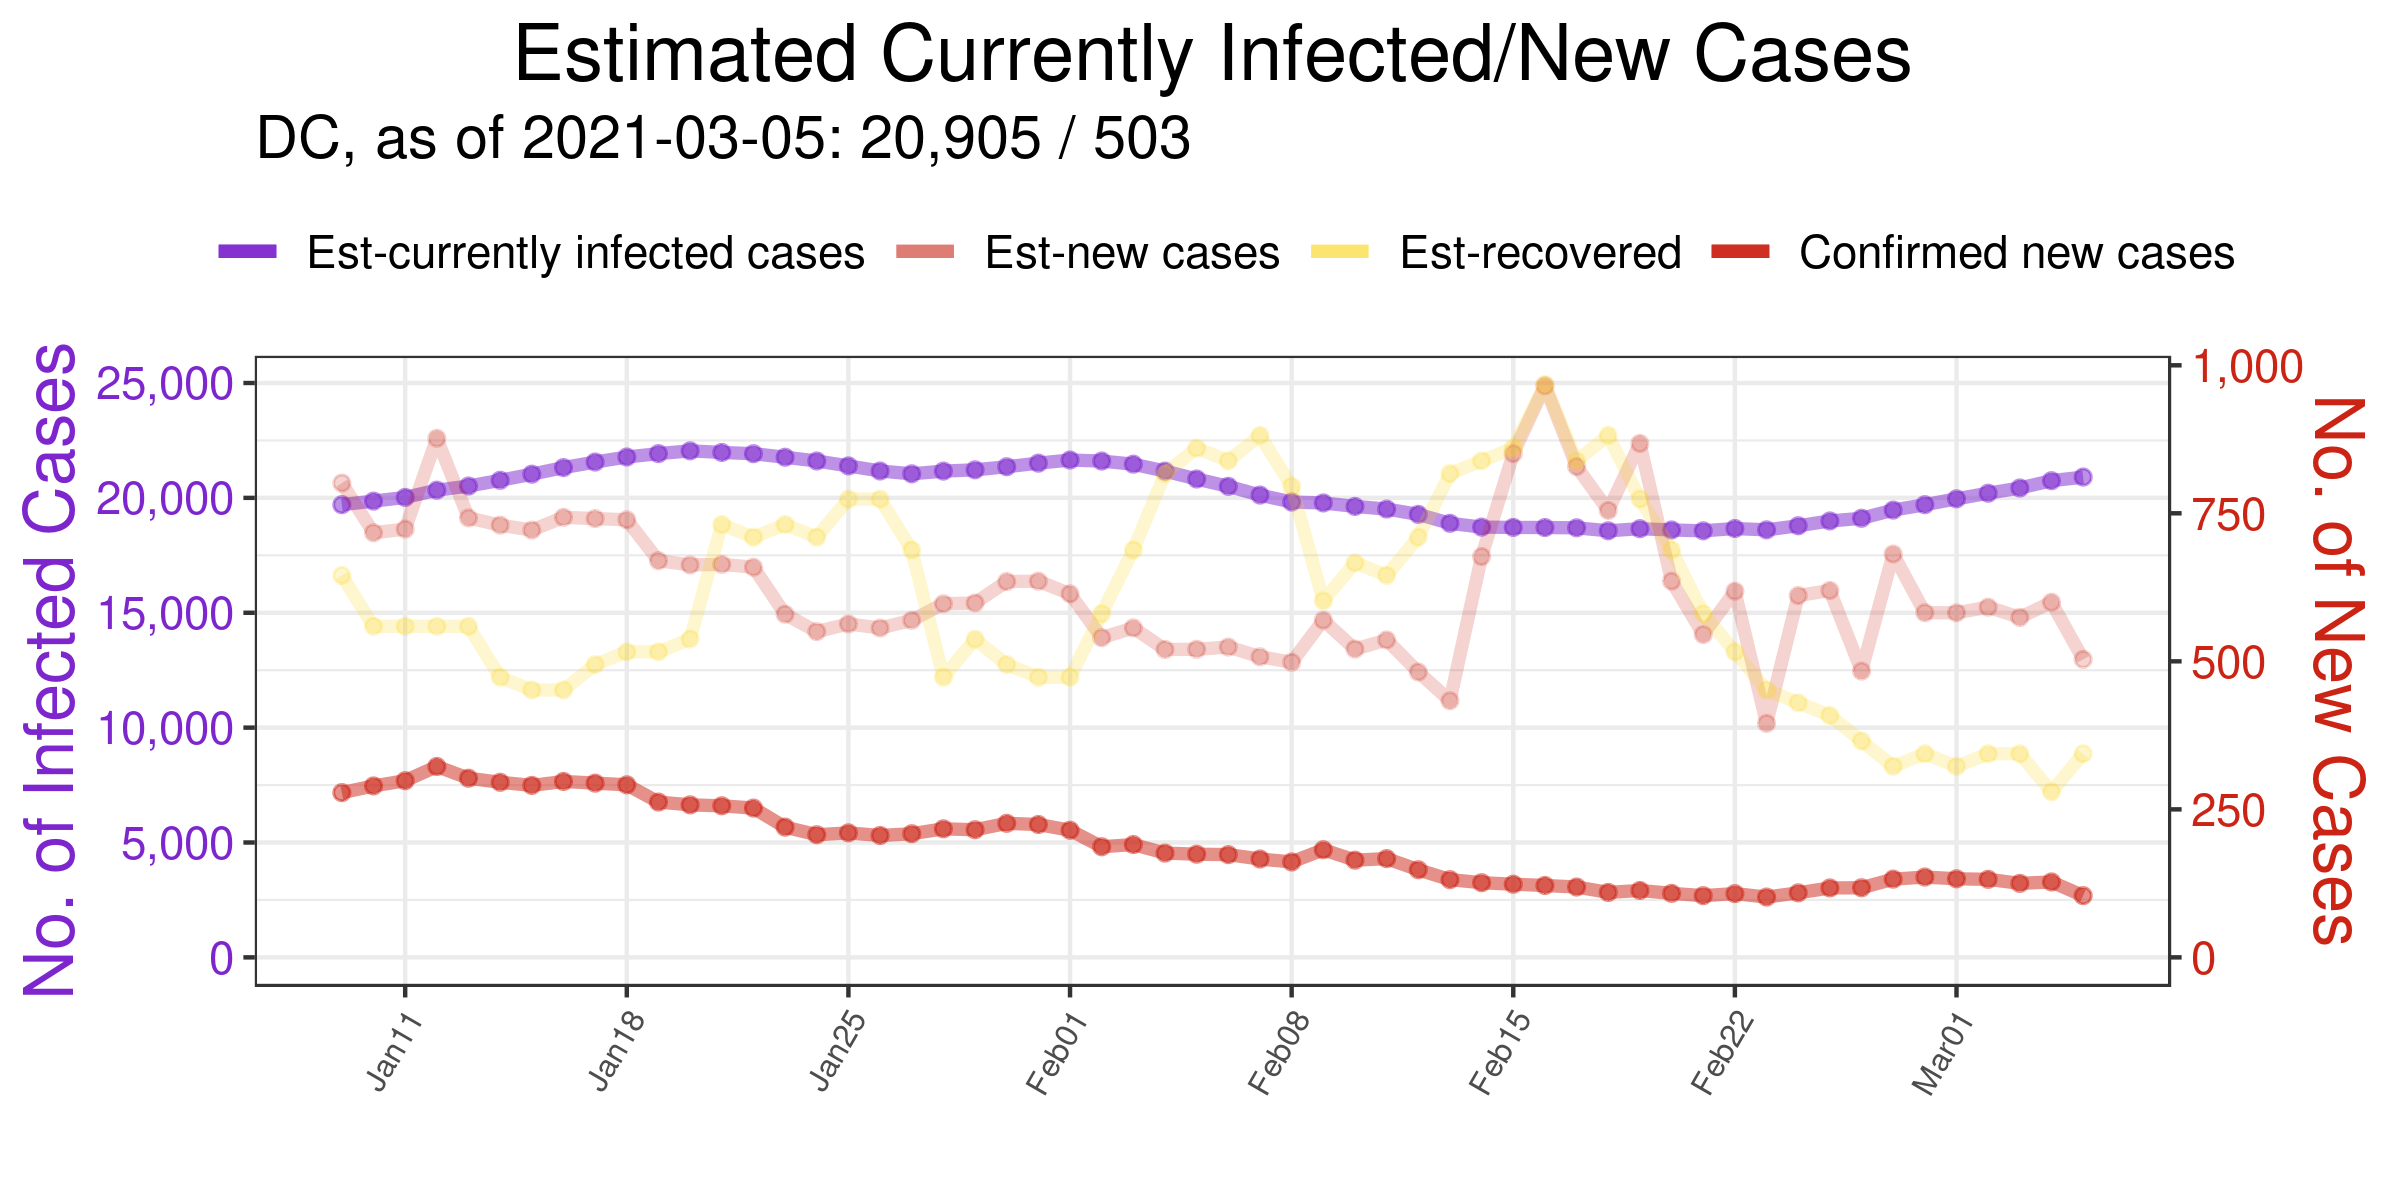 Estimated Currently Infected/New Cases
DC, as of 2021-03-05: 20,905 / 503
Est-currently infected cases Est-new cases Est-recovered Confirmed new cases
No. of Infected Cases
25,000
20,000
15,000
10,000
5,000
0
1,000
750
500
250
0
No. of New Cases
Jan11 Jan18 Jan25 Feb01 Feb08 Feb15 Feb22 Mar01